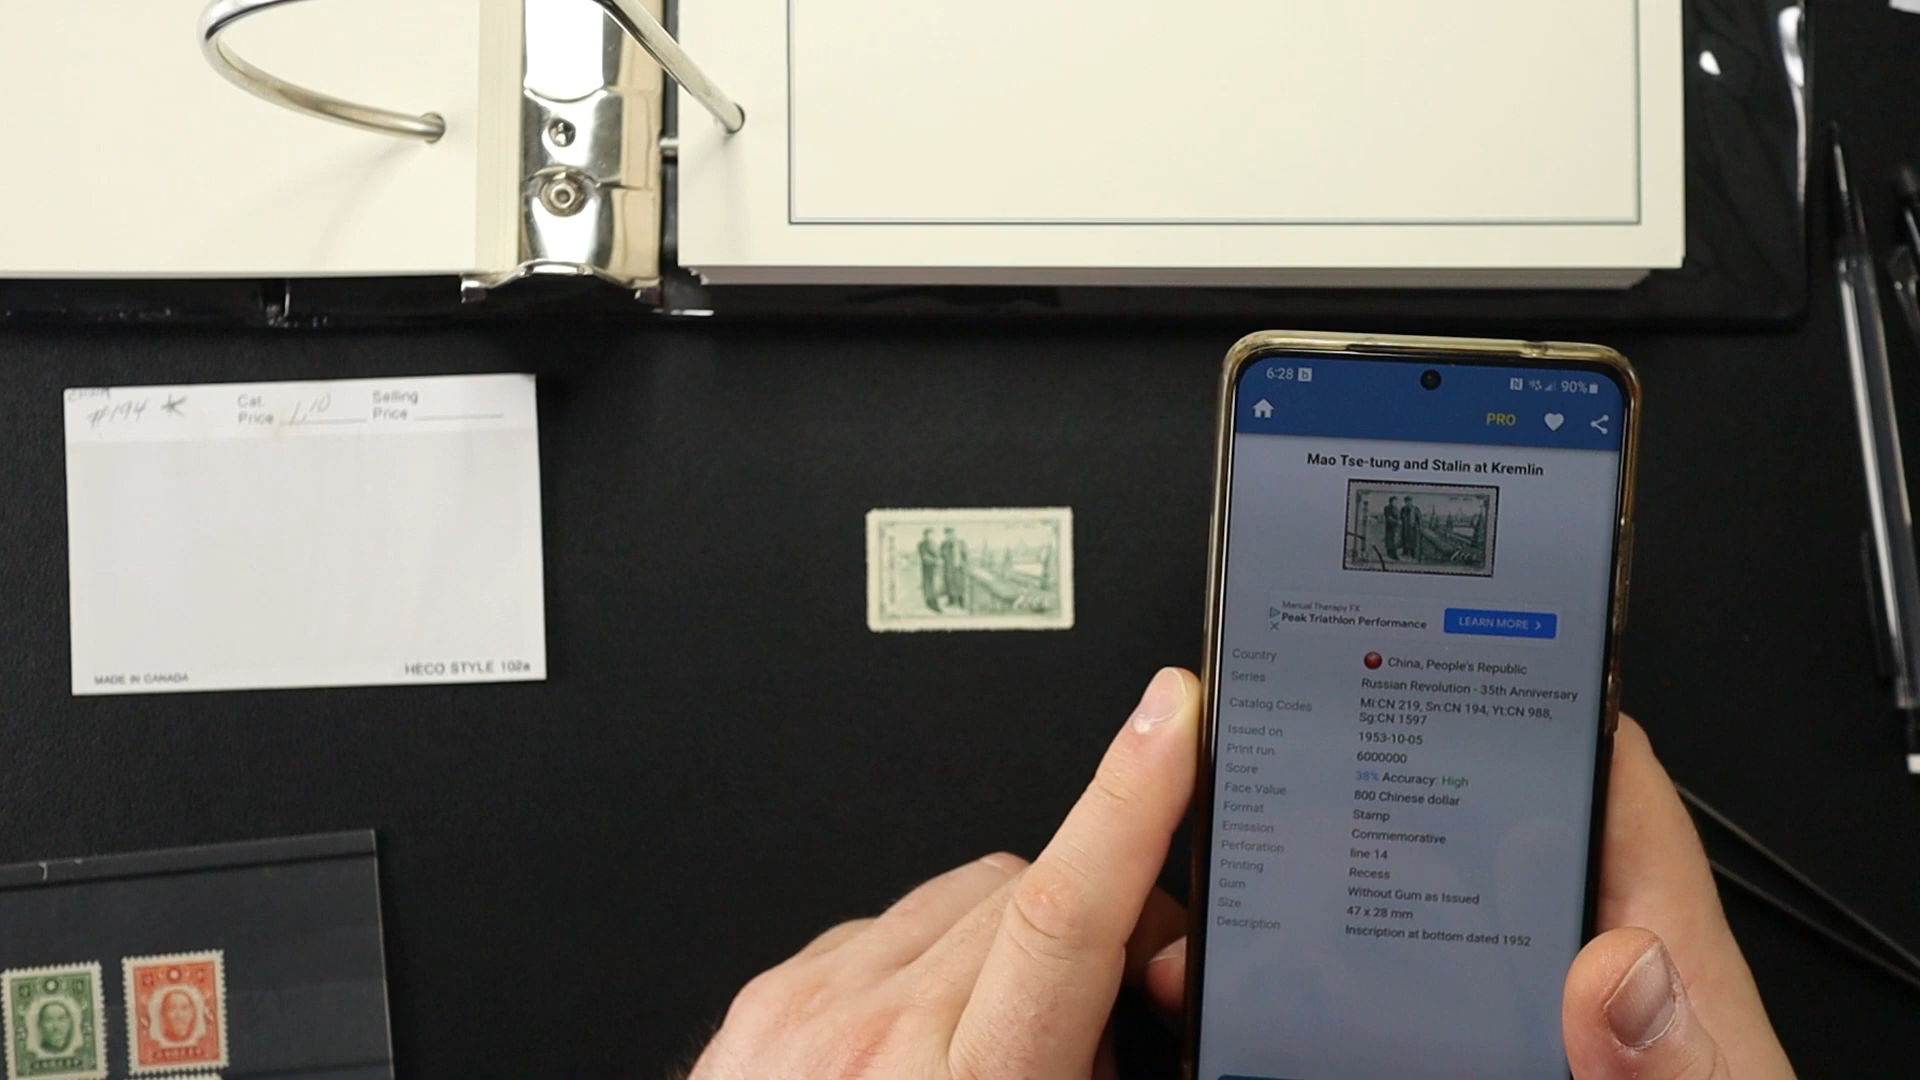 CHINA
#194 *
Cat.
Price 1.10
Selling
Price
MADE IN CANADA
HECO STYLE 102a
6:28
90%
PRO
Mao Tse-tung and Stalin at Kremlin
Manual Therapy FX
Peak Triathlon Performance
LEARN MORE
Country China, People's Republic
Series Russian Revolution - 35th Anniversary
Catalog Codes Mi:CN 219, Sn:CN 194, Yt:CN 988,
Sg:CN 1597
Issued on 1953-10-05
Print run 6000000
Score 38% Accuracy: High
Face Value 800 Chinese dollar
Format Stamp
Emission Commemorative
Perforation line 14
Printing Recess
Gum Without Gum as Issued
Size 47 x 28 mm
Description Inscription at bottom dated 1952